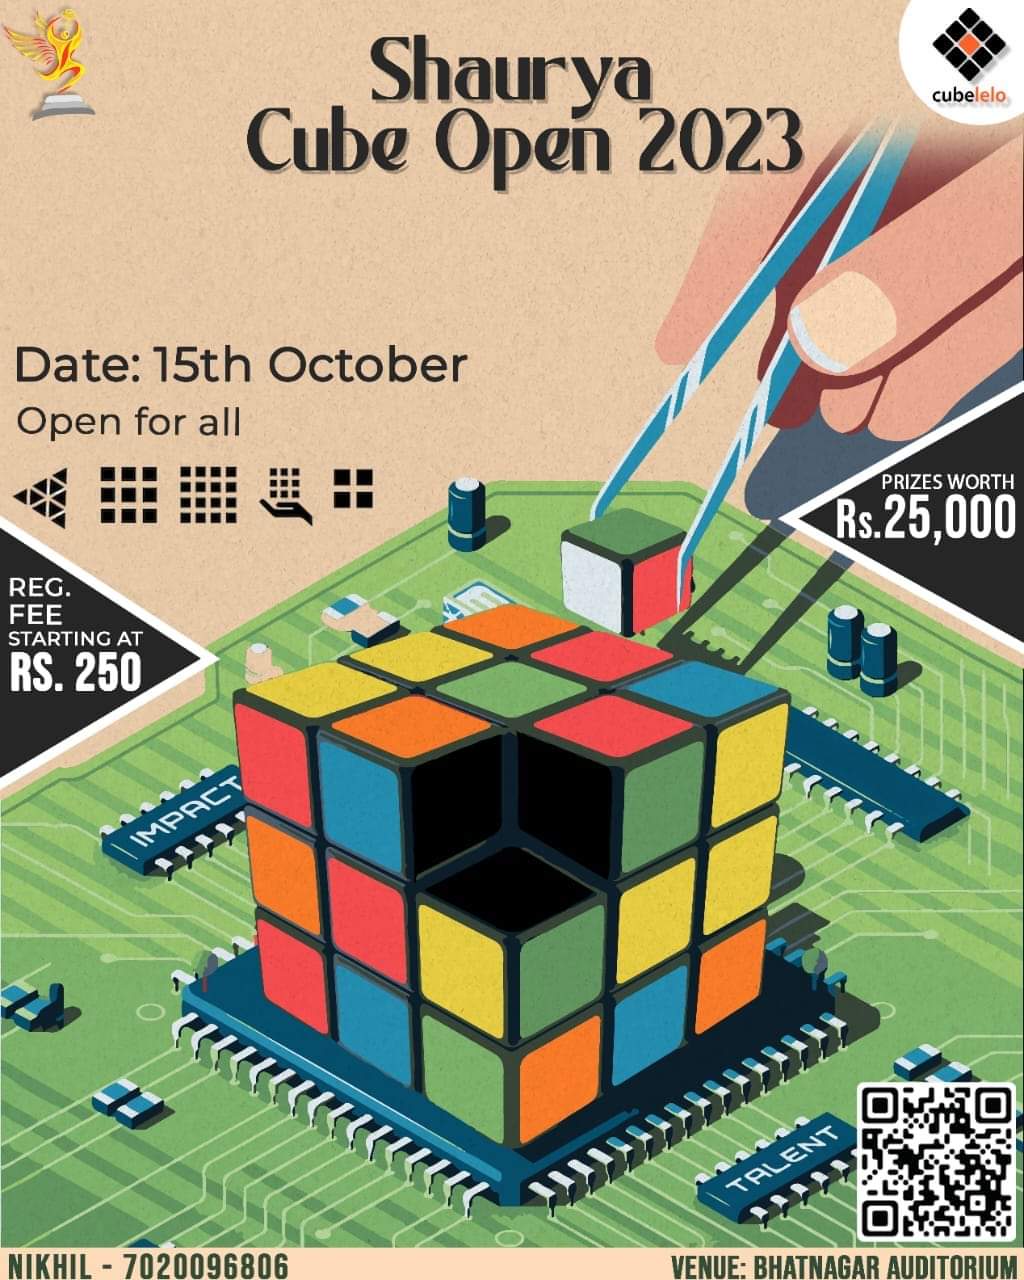 Shaurya
Cube Open 2023
cubelelo
Date: 15th October
Open for all
PRIZES WORTH
Rs.25,000
REG.
FEE
STARTING AT
RS. 250
IMPACT
TALENT
NIKHIL - 7020096806
VENUE: BHATNAGAR AUDITORIUM